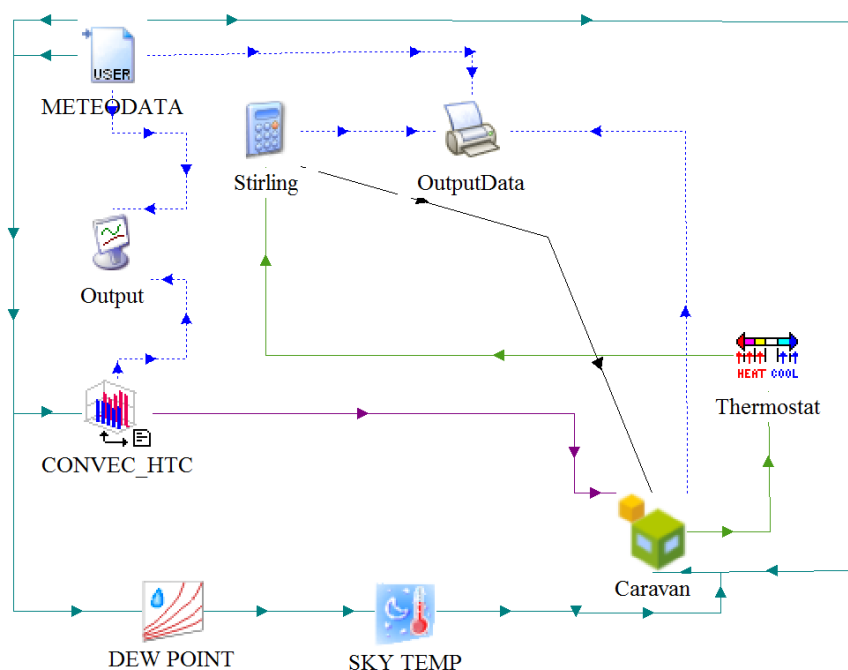 USER
METEODATA
Stirling
OutputData
Output
HEAT COOL
Thermostat
CONVEC_HTC
Caravan
DEW POINT
SKY TEMP